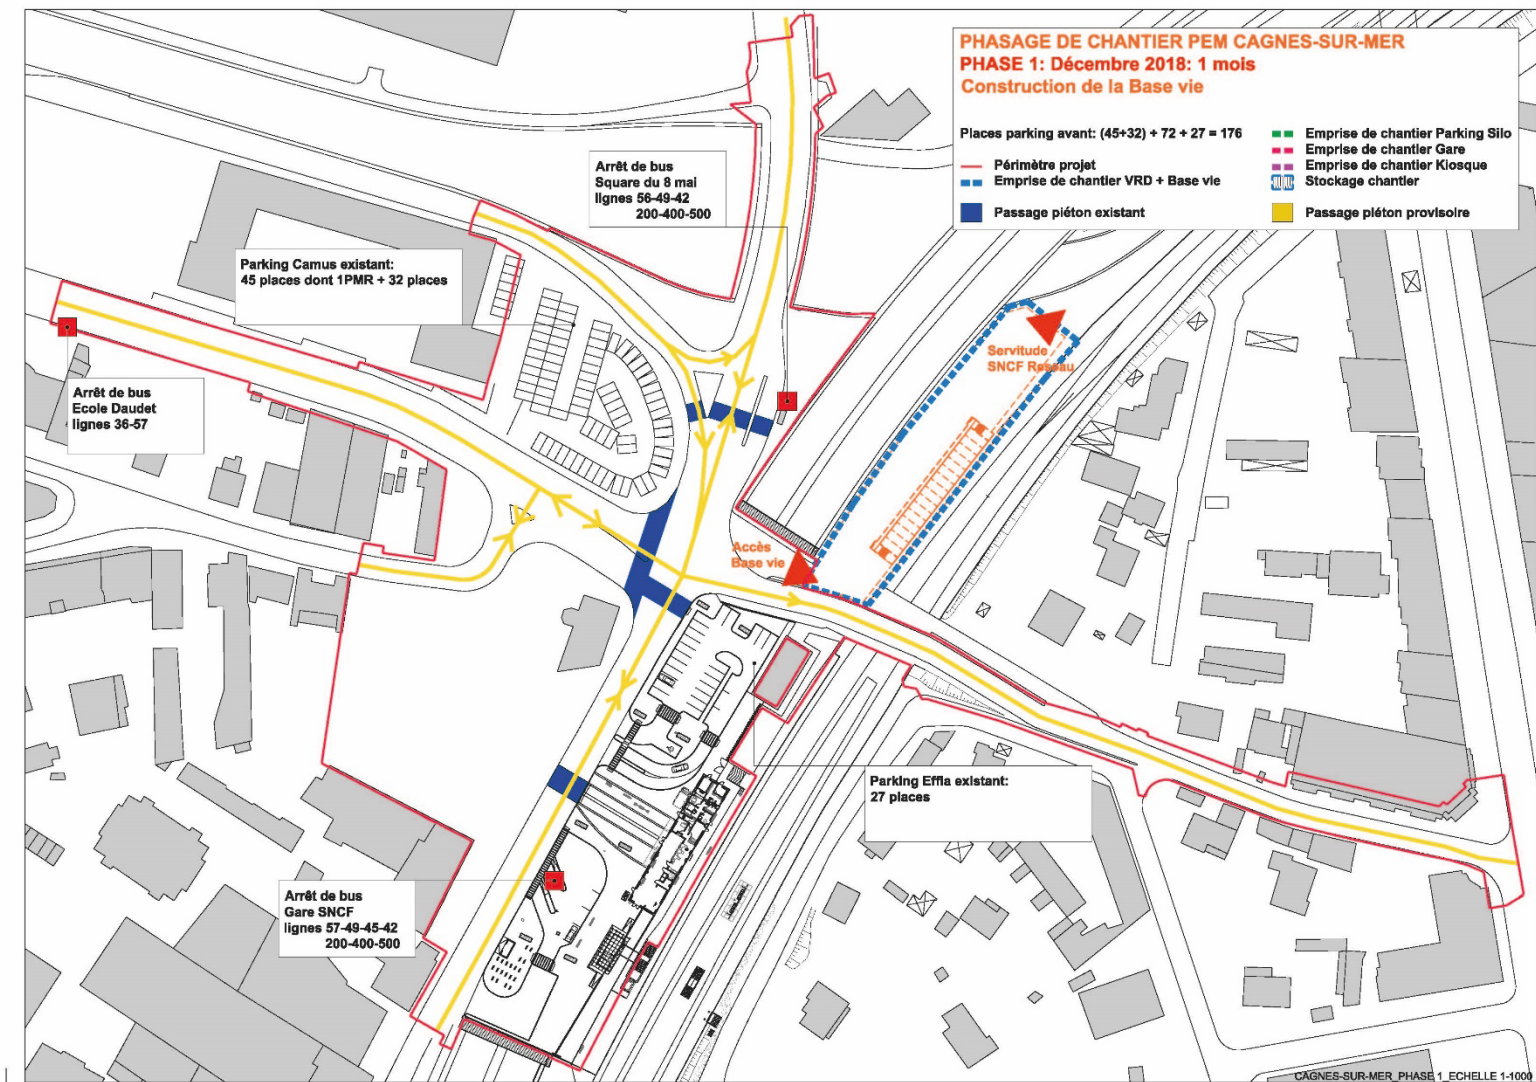 PHASAGE DE CHANTIER PEM CAGNES-SUR-MER
PHASE 1: Décembre 2018: 1 mois
Construction de la Base vie
Places parking avant: (45+32) + 72 + 27 = 176
Périmètre projet
Emprise de chantier VRD + Base vie
Passage piéton existant
Emprise de chantier Parking Silo
Emprise de chantier Gare
Emprise de chantier Kiosque
Stockage chantier
Passage piéton provisoire
Arrêt de bus
Square du 8 mai
lignes 56-49-42
200-400-500
Parking Camus existant:
45 places dont 1PMR + 32 places
Arrêt de bus
Ecole Daudet
lignes 36-57
Servitude
SNCF Reseau
Accès
Base vie
Parking Effia existant:
27 places
Arrêt de bus
Gare SNCF
lignes 57-49-45-42
200-400-500
CAGNES-SUR-MER_PHASE 1_ECHELLE 1-1000